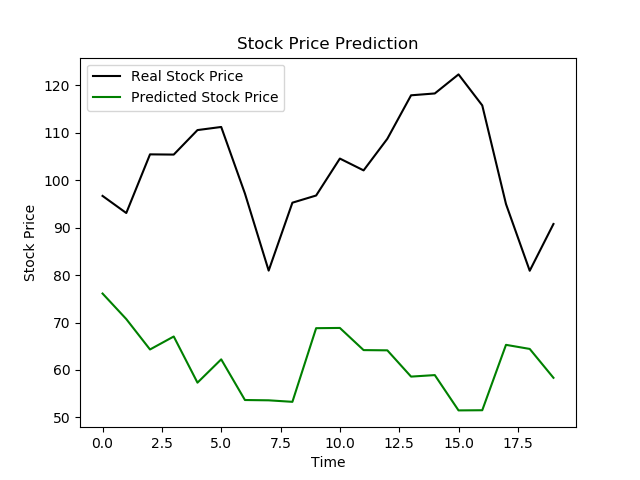 Stock Price Prediction
Real Stock Price
Predicted Stock Price
120
110
100
90
80
70
60
50
Stock Price
0.0 2.5 5.0 7.5 10.0 12.5 15.0 17.5
Time